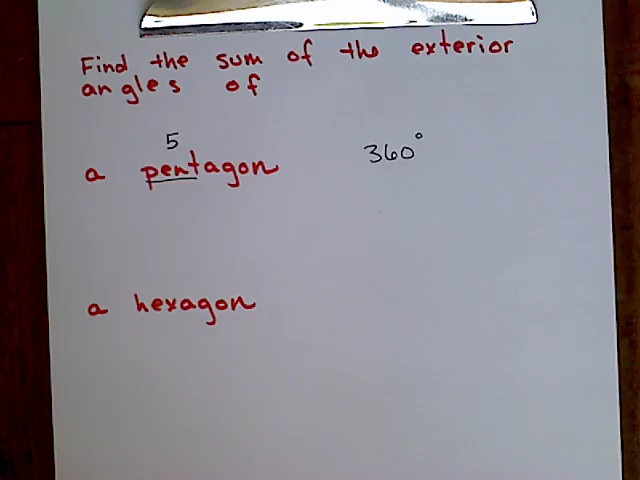 Find the sum of the exterior
angles of
5
a pentagon 360°
a hexagon